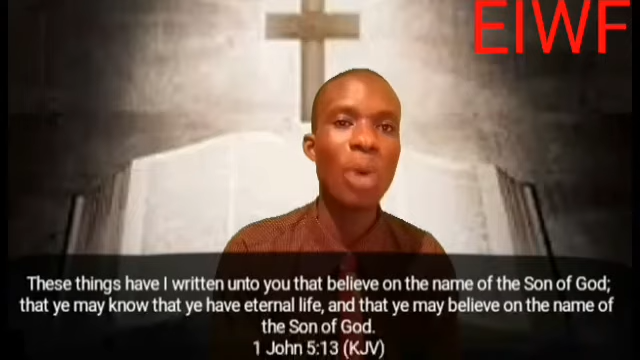 EIWF
These things have I written unto you that believe on the name of the Son of God;
that ye may know that ye have eternal life, and that ye may believe on the name of
the Son of God.
1 John 5:13 (KJV)